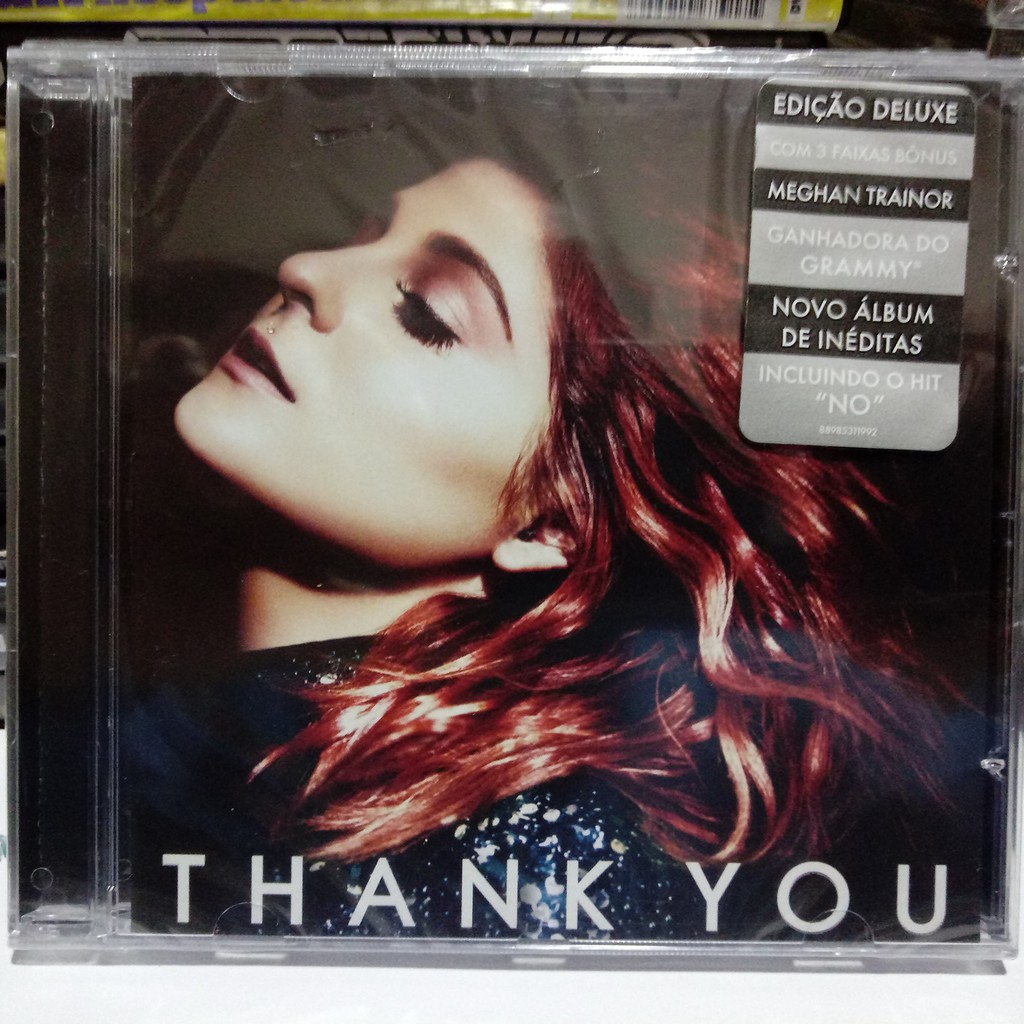 EDIÇÃO DELUXE
COM 3 FAIXAS BÔNUS
MEGHAN TRAINOR
GANHADORA DO
GRAMMY®
NOVO ÁLBUM
DE INÉDITAS
INCLUINDO O HIT
"NO"
88985311992
THANK YOU